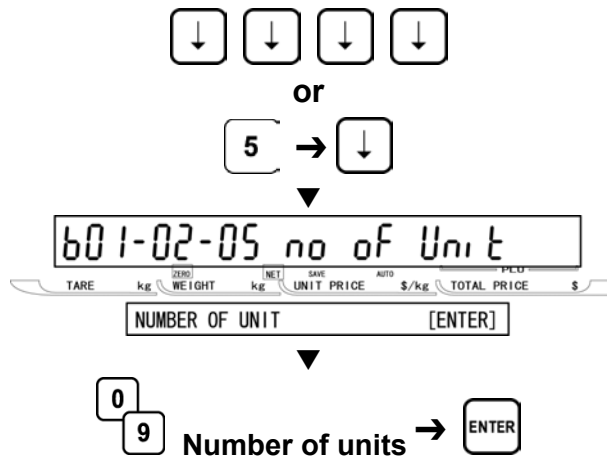 ↓ ↓ ↓ ↓
or
5 → ↓
▼
b01-02-05 no oF Unit
TARE kg ZERO WEIGHT kg NET SAVE UNIT PRICE AUTO $/kg PLU TOTAL PRICE $
NUMBER OF UNIT [ENTER]
▼
0
9 Number of units → ENTER